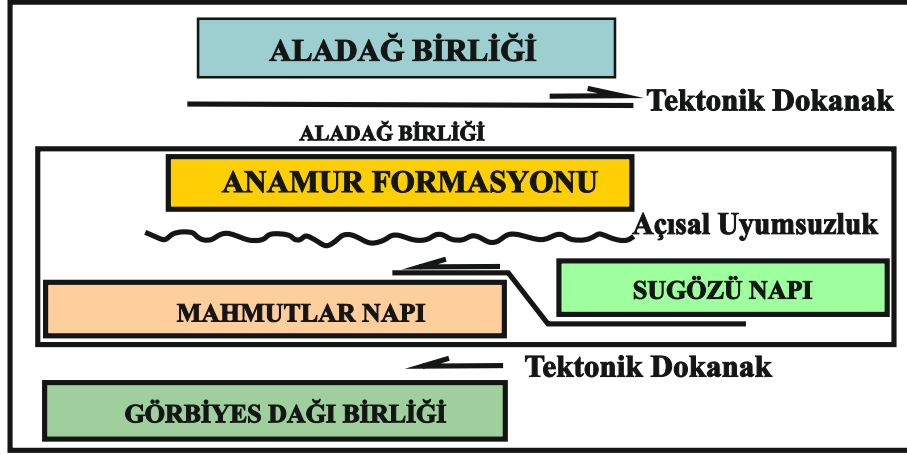 ALADAĞ BİRLİĞİ
Tektonik Dokanak
ALADAĞ BİRLİĞİ
ANAMUR FORMASYONU
Açısal Uyumsuzluk
SUGÖZÜ NAPI
MAHMUTLAR NAPI
Tektonik Dokanak
GÖRBİYES DAĞI BİRLİĞİ